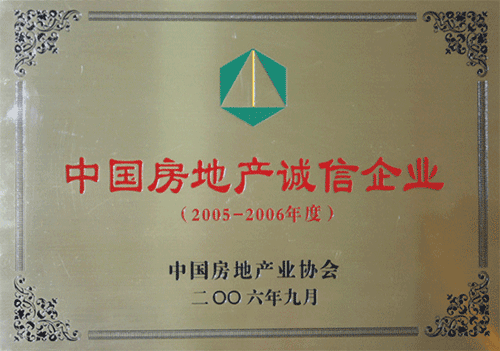 中国房地产诚信企业
（2005-2006年度）
中国房地产业协会
二〇〇六年九月